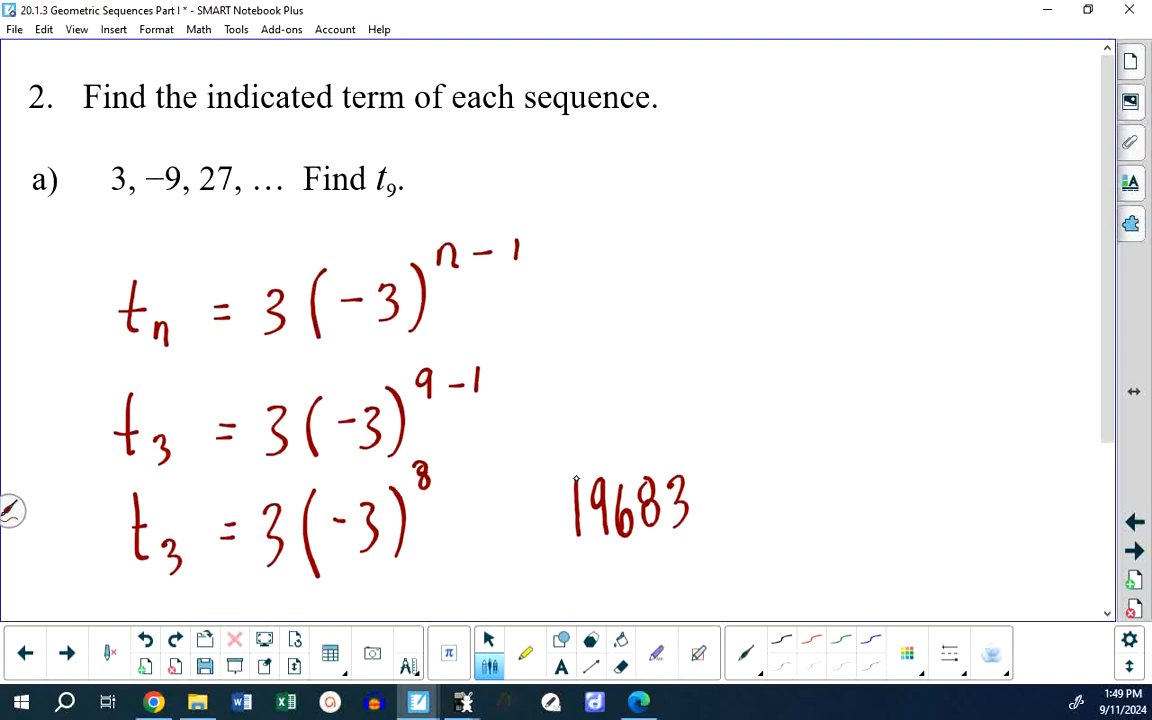 20.1.3 Geometric Sequences Part I * - SMART Notebook Plus
File Edit View Insert Format Math Tools Add-ons Account Help
2. Find the indicated term of each sequence.
a) 3, −9, 27, … Find t₉.
tₙ = 3(-3)ⁿ⁻¹
t₃ = 3(-3)⁹⁻¹
t₃ = 3(-3)⁸ 19683
1:49 PM
9/11/2024